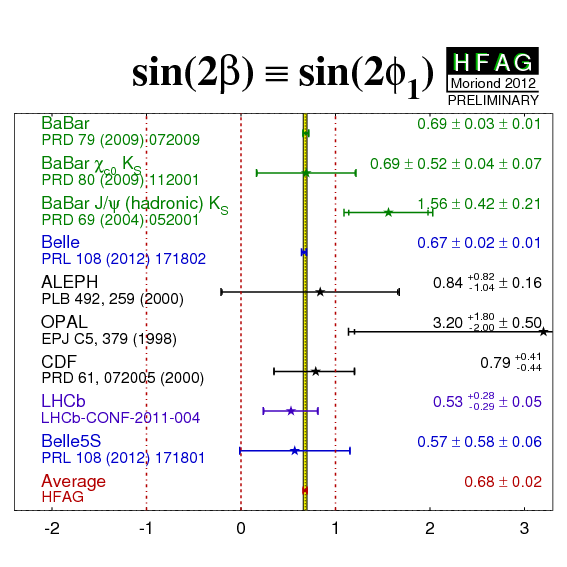 sin(2β) ≡ sin(2ϕ₁)
HFAG
Moriond 2012
PRELIMINARY
BaBar
PRD 79 (2009) 072009
0.69 ± 0.03 ± 0.01
BaBar χ_c0 K_S
PRD 80 (2009) 112001
0.69 ± 0.52 ± 0.04 ± 0.07
BaBar J/ψ (hadronic) K_S
PRD 69 (2004) 052001
1.56 ± 0.42 ± 0.21
Belle
PRL 108 (2012) 171802
0.67 ± 0.02 ± 0.01
ALEPH
PLB 492, 259 (2000)
0.84 +0.82 -1.04 ± 0.16
OPAL
EPJ C5, 379 (1998)
3.20 +1.80 -2.00 ± 0.50
CDF
PRD 61, 072005 (2000)
0.79 +0.41 -0.44
LHCb
LHCb-CONF-2011-004
0.53 +0.28 -0.29 ± 0.05
Belle5S
PRL 108 (2012) 171801
0.57 ± 0.58 ± 0.06
Average
HFAG
0.68 ± 0.02
-2 -1 0 1 2 3